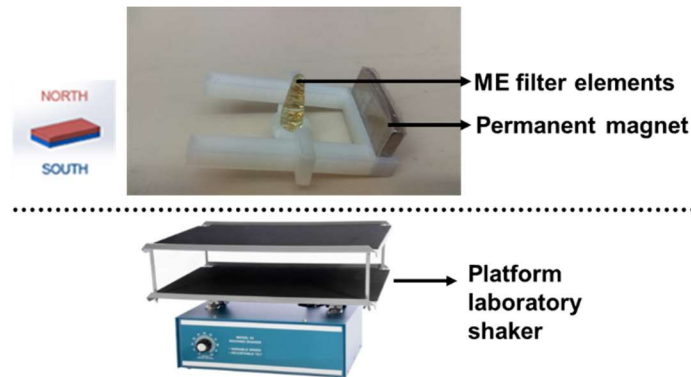 NORTH
SOUTH
ME filter elements
Permanent magnet
Platform
laboratory
shaker